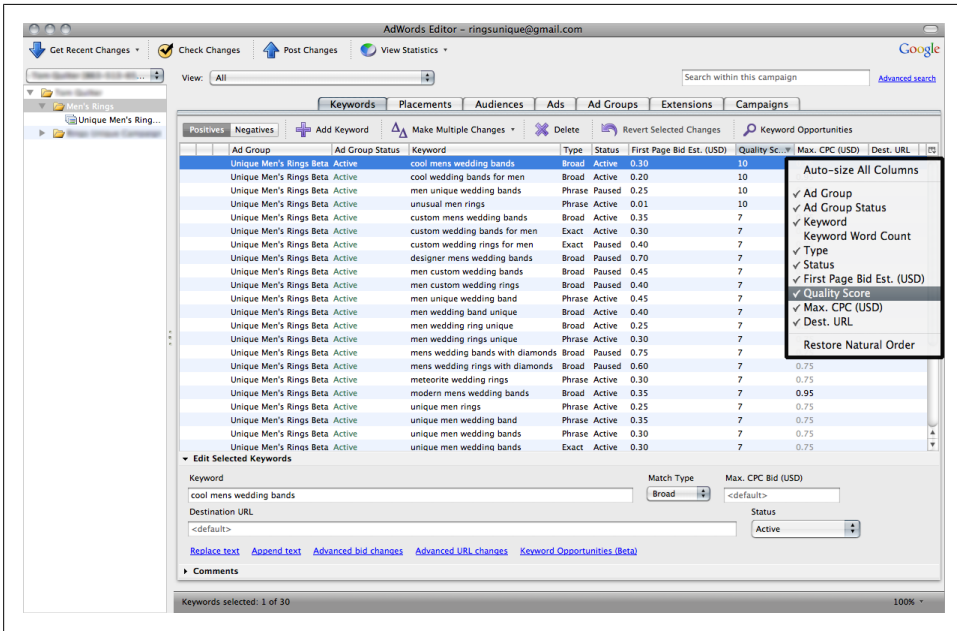 AdWords Editor – ringsunique@gmail.com
Get Recent Changes Check Changes Post Changes View Statistics Google
View: All Search within this campaign Advanced search
Men's Rings
Unique Men's Ring...
Keywords Placements Audiences Ads Ad Groups Extensions Campaigns
Positives Negatives Add Keyword Make Multiple Changes Delete Revert Selected Changes Keyword Opportunities
Ad Group Ad Group Status Keyword Type Status First Page Bid Est. (USD) Quality Sc... Max. CPC (USD) Dest. URL
Unique Men's Rings Beta Active cool mens wedding bands Broad Active 0.30 10
Unique Men's Rings Beta Active cool wedding bands for men Broad Active 0.20 10
Unique Men's Rings Beta Active men unique wedding bands Phrase Paused 0.25 10
Unique Men's Rings Beta Active unusual men rings Phrase Paused 0.01 10
Unique Men's Rings Beta Active custom mens wedding bands Broad Active 0.35 7
Unique Men's Rings Beta Active custom wedding bands for men Exact Active 0.30 7
Unique Men's Rings Beta Active custom wedding rings for men Exact Paused 0.40 7
Unique Men's Rings Beta Active designer mens wedding bands Broad Paused 0.70 7
Unique Men's Rings Beta Active men custom wedding bands Broad Paused 0.45 7
Unique Men's Rings Beta Active men custom wedding rings Broad Paused 0.40 7
Unique Men's Rings Beta Active men unique wedding band Phrase Active 0.45 7
Unique Men's Rings Beta Active men wedding band unique Broad Active 0.40 7
Unique Men's Rings Beta Active men wedding ring unique Broad Active 0.25 7
Unique Men's Rings Beta Active men wedding rings unique Phrase Active 0.30 7
Unique Men's Rings Beta Active mens wedding bands with diamonds Broad Paused 0.75 7
Unique Men's Rings Beta Active mens wedding rings with diamonds Broad Paused 0.60 7 0.75
Unique Men's Rings Beta Active meteorite wedding rings Phrase Active 0.30 7 0.75
Unique Men's Rings Beta Active modern mens wedding bands Broad Active 0.35 7 0.95
Unique Men's Rings Beta Active unique men rings Phrase Active 0.25 7 0.75
Unique Men's Rings Beta Active unique men wedding band Phrase Active 0.35 7 0.75
Unique Men's Rings Beta Active unique men wedding bands Phrase Active 0.30 7 0.75
Unique Men's Rings Beta Active unique men wedding bands Exact Active 0.30 7 0.75
Auto-size All Columns
✓ Ad Group
✓ Ad Group Status
✓ Keyword
Keyword Word Count
✓ Type
✓ Status
✓ First Page Bid Est. (USD)
✓ Quality Score
✓ Max. CPC (USD)
✓ Dest. URL
Restore Natural Order
Edit Selected Keywords
Keyword Match Type Max. CPC Bid (USD)
cool mens wedding bands Broad <default>
Destination URL Status
<default> Active
Replace text Append text Advanced bid changes Advanced URL changes Keyword Opportunities (Beta)
Comments
Keywords selected: 1 of 30 100%